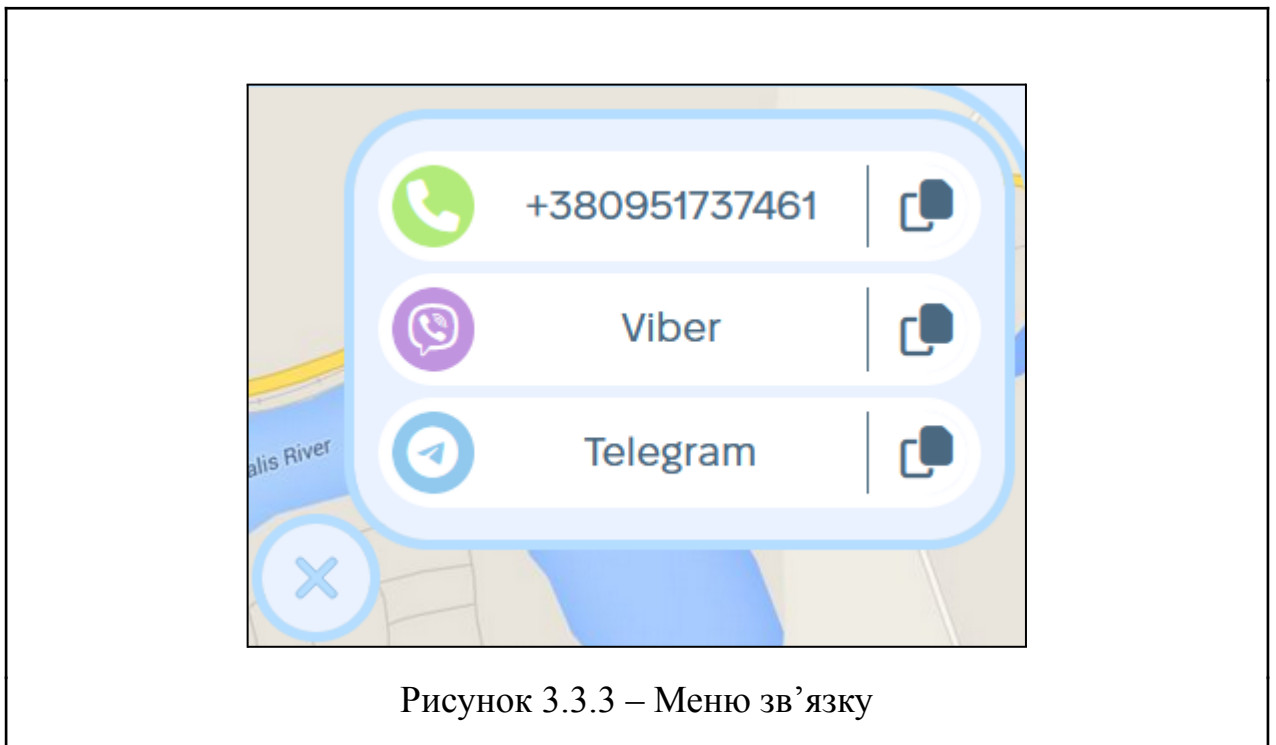 +380951737461
Viber
Telegram
alis River
Рисунок 3.3.3 – Меню зв’язку